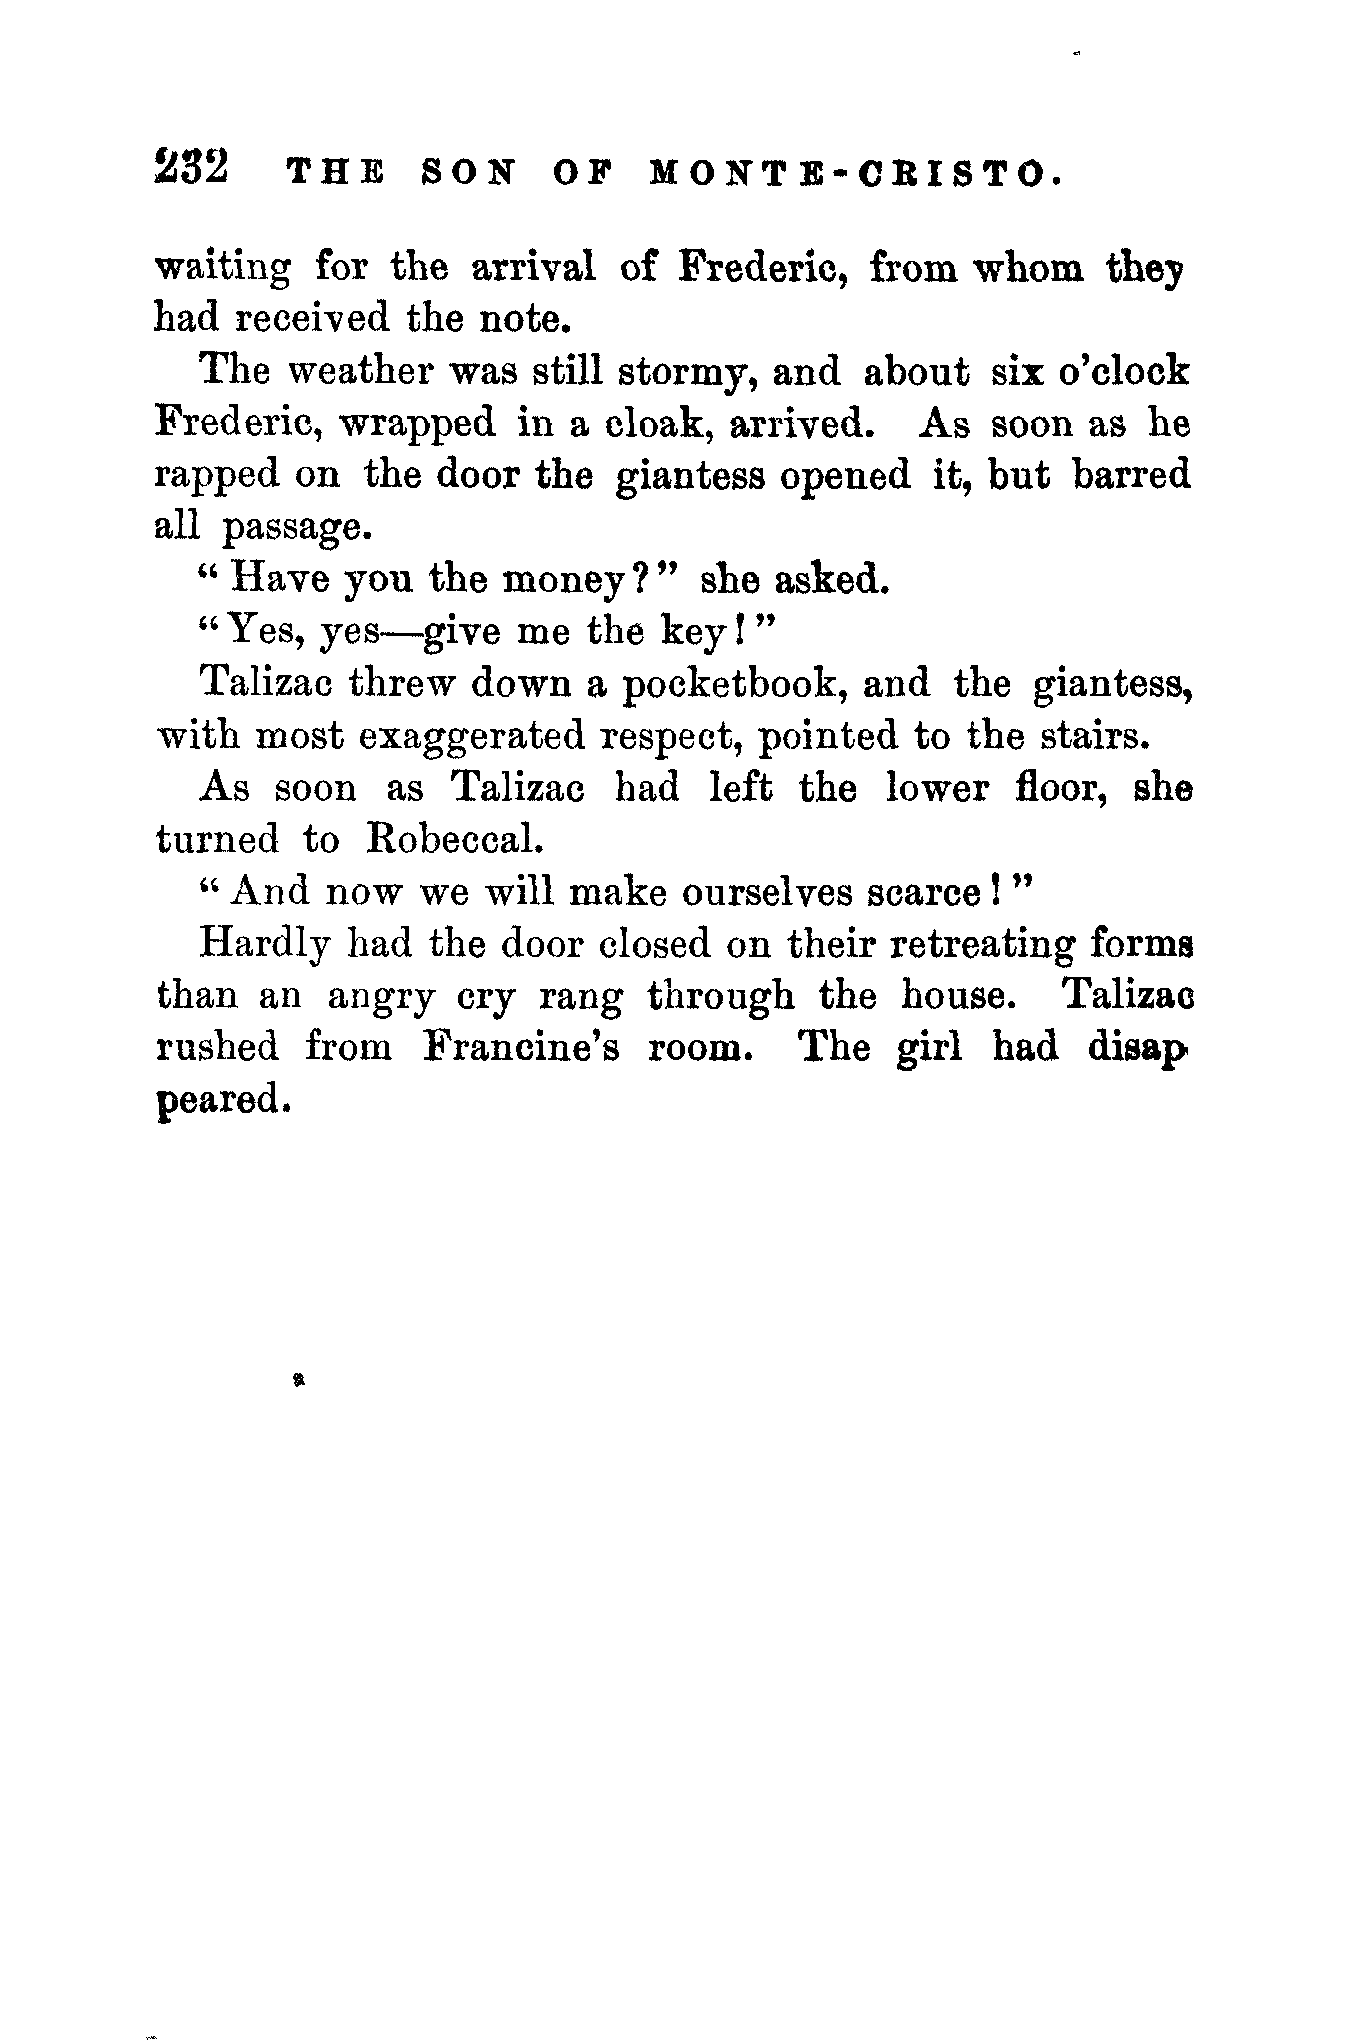 232 THE SON OF MONTE-CRISTO.
waiting for the arrival of Frederic, from whom they
had received the note.
The weather was still stormy, and about six o'clock
Frederic, wrapped in a cloak, arrived. As soon as he
rapped on the door the giantess opened it, but barred
all passage.
"Have you the money?" she asked.
"Yes, yes—give me the key!"
Talizac threw down a pocketbook, and the giantess,
with most exaggerated respect, pointed to the stairs.
As soon as Talizac had left the lower floor, she
turned to Robeccal.
"And now we will make ourselves scarce!"
Hardly had the door closed on their retreating forms
than an angry cry rang through the house. Talizac
rushed from Francine's room. The girl had disap-
peared.